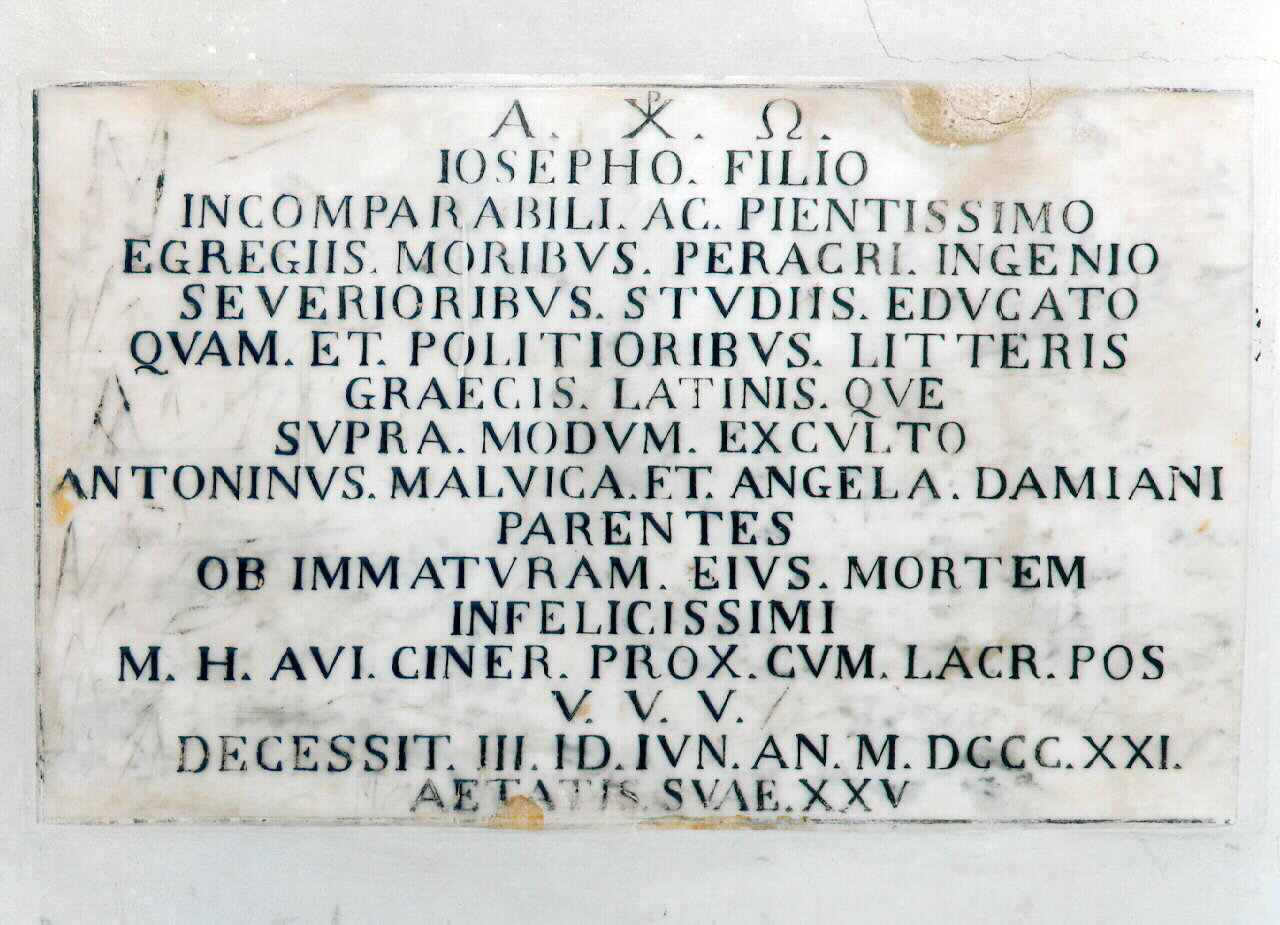 Α. ☧. Ω.
IOSEPHO. FILIO
INCOMPARABILI. AC. PIENTISSIMO
EGREGIIS. MORIBVS. PERACRI. INGENIO
SEVERIORIBVS. STVDIIS. EDVCATO
QVAM. ET. POLITIORIBVS. LITTERIS
GRAECIS. LATINIS. QVE
SVPRA. MODVM. EXCVLTO
ANTONINVS. MALVICA. ET. ANGELA. DAMIANI
PARENTES
OB IMMATVRAM. EIVS. MORTEM
INFELICISSIMI
M. H. AVI. CINER. PROX. CVM. LACR. POS
V. V. V.
DECESSIT. III. ID. IVN. AN. M. DCCCC. XXI.
AETATIS. SVAE. XXV